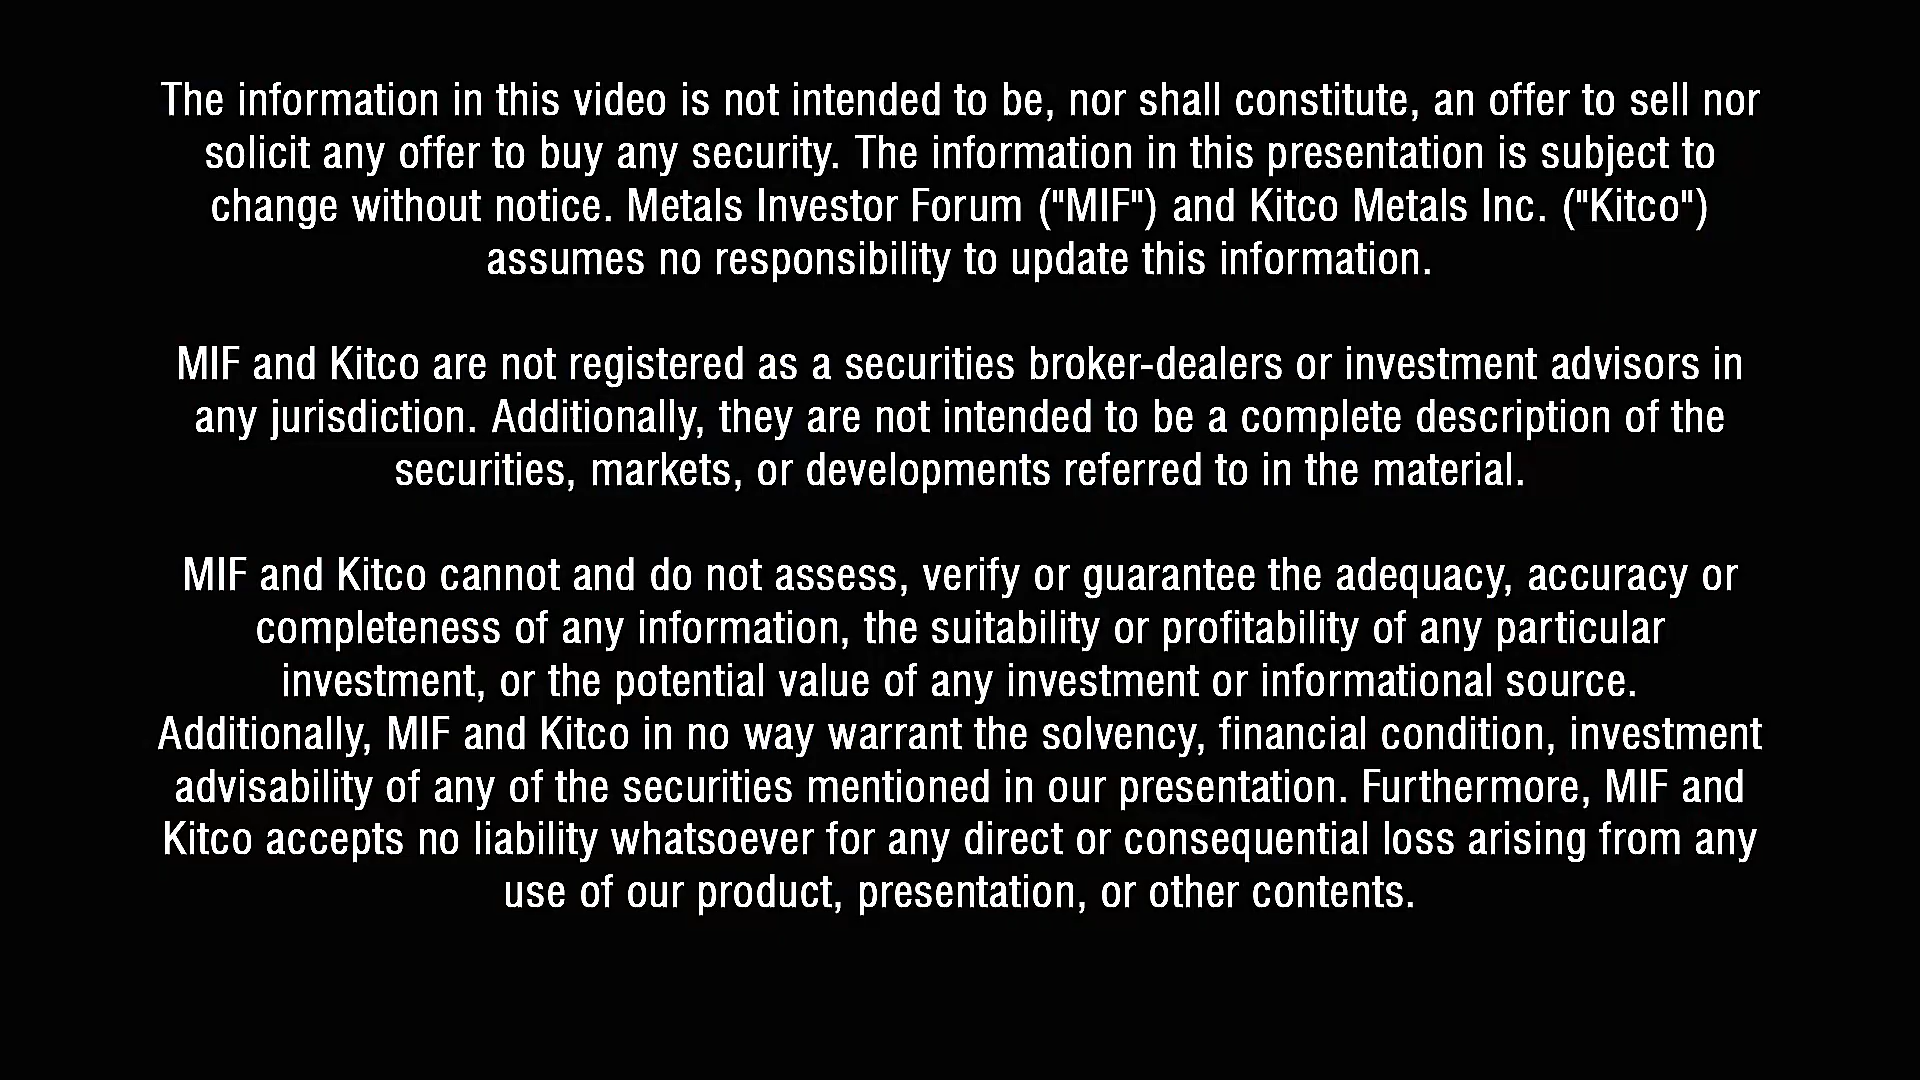 The information in this video is not intended to be, nor shall constitute, an offer to sell nor
solicit any offer to buy any security. The information in this presentation is subject to
change without notice. Metals Investor Forum ("MIF") and Kitco Metals Inc. ("Kitco")
assumes no responsibility to update this information.
MIF and Kitco are not registered as a securities broker-dealers or investment advisors in
any jurisdiction. Additionally, they are not intended to be a complete description of the
securities, markets, or developments referred to in the material.
MIF and Kitco cannot and do not assess, verify or guarantee the adequacy, accuracy or
completeness of any information, the suitability or profitability of any particular
investment, or the potential value of any investment or informational source.
Additionally, MIF and Kitco in no way warrant the solvency, financial condition, investment
advisability of any of the securities mentioned in our presentation. Furthermore, MIF and
Kitco accepts no liability whatsoever for any direct or consequential loss arising from any
use of our product, presentation, or other contents.